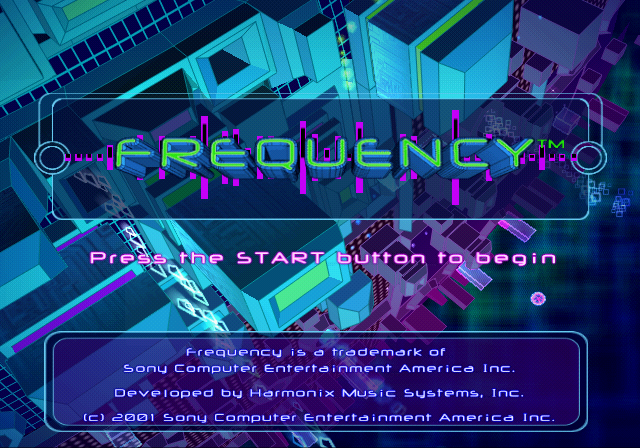 FREQUENCY™
Press the START button to begin
Frequency is a trademark of
Sony Computer Entertainment America Inc.
Developed by Harmonix Music Systems, Inc.
(c) 2001 Sony Computer Entertainment America Inc.